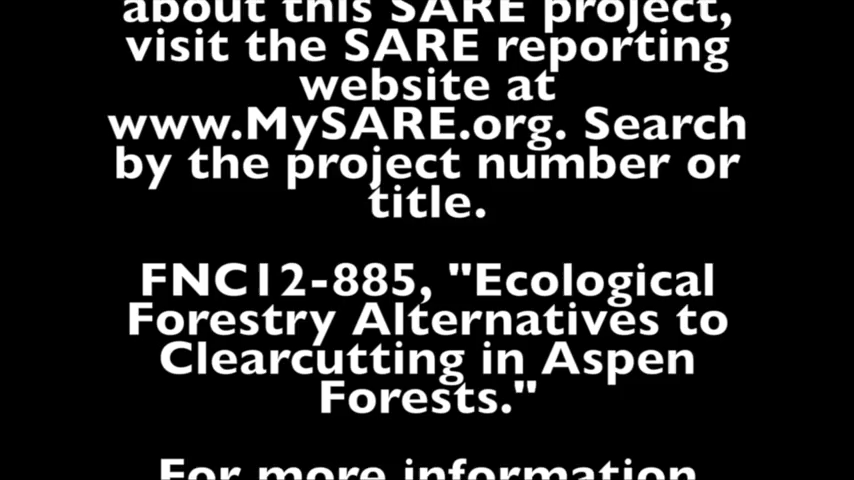 about this SARE project,
visit the SARE reporting
website at
www.MySARE.org. Search
by the project number or
title.
FNC12-885, "Ecological
Forestry Alternatives to
Clearcutting in Aspen
Forests."
For more information